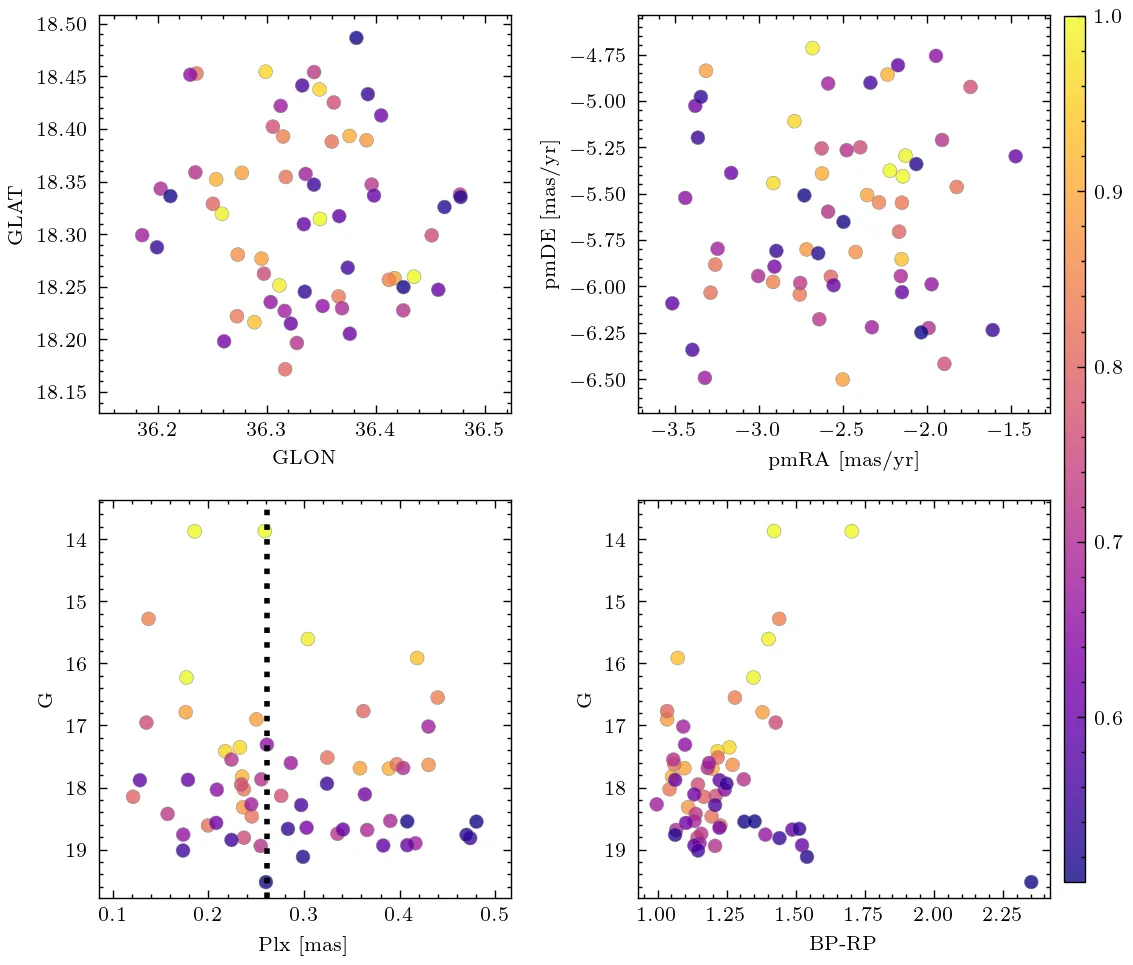 18.50
18.45
18.40
18.35
18.30
18.25
18.20
18.15
GLAT
36.2 36.3 36.4 36.5
GLON
−4.75
−5.00
−5.25
−5.50
−5.75
−6.00
−6.25
−6.50
pmDE [mas/yr]
−3.5 −3.0 −2.5 −2.0 −1.5
pmRA [mas/yr]
1.0
0.9
0.8
0.7
0.6
14
15
16
17
18
19
G
0.1 0.2 0.3 0.4 0.5
Plx [mas]
14
15
16
17
18
19
G
1.00 1.25 1.50 1.75 2.00 2.25
BP-RP